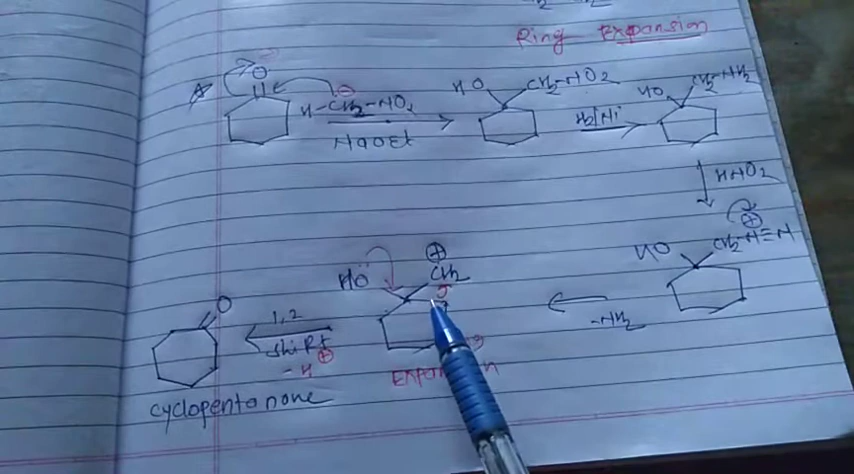 Ring Expansion
O
H-CH2-NO2
NaOEt
HO CH2-NO2
H2/Ni
HO CH2-NH2
HNO2
HO CH2-N≡N
⊕
-NH2
⊕
HÖ CH2
1,2
shift
-H⊕
O
cyclopentanone